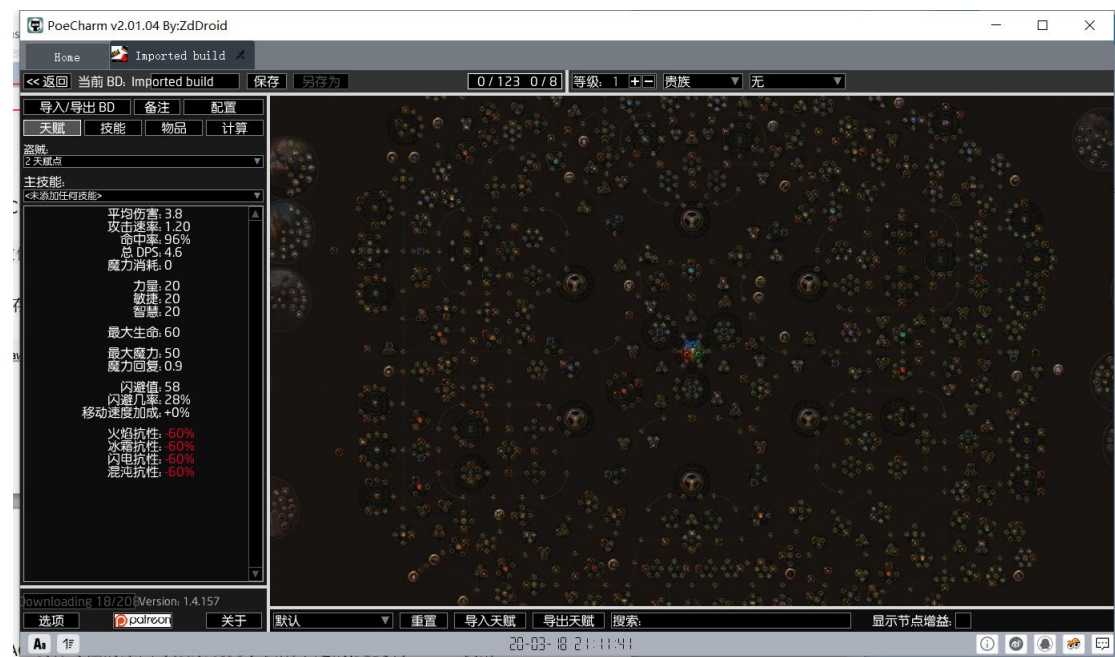 PoeCharm v2.01.04 By:ZdDroid
Home Imported build
<<返回 当前 BD: Imported build 保存 另存为 0/123 0/8 等级: 1 + - 贵族 无
导入/导出 BD 备注 配置
天赋 技能 物品 计算
盗贼:
2 天赋点
主技能:
<未添加任何技能>
平均伤害: 3.8
攻击速率: 1.20
命中率: 96%
总 DPS: 4.6
魔力消耗: 0
力量: 20
敏捷: 20
智慧: 20
最大生命: 60
最大魔力: 50
魔力回复: 0.9
闪避值: 58
闪避几率: 28%
移动速度加成: +0%
火焰抗性: -60%
冰霜抗性: -60%
闪电抗性: -60%
混沌抗性: -60%
Downloading 18/208 Version: 1.4.157
选项 patreon 关于 默认 重置 导入天赋 导出天赋 搜索: 显示节点增益:
20-03-18 21:11:41